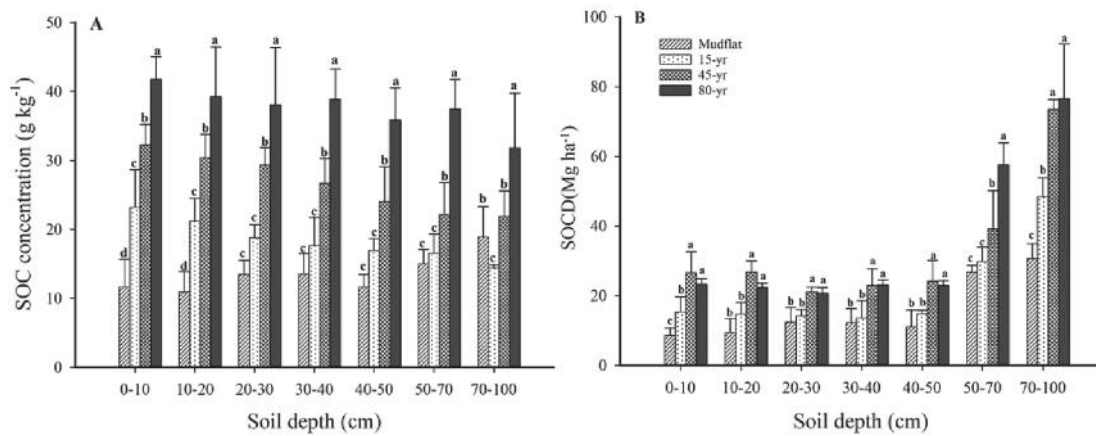 A
SOC concentration (g kg-1)
50
40
30
20
10
0
d c b a
d c b a
c c b a
c c b a
c c b a
c c b a
b c b a
0-10 10-20 20-30 30-40 40-50 50-70 70-100
Soil depth (cm)
B
Mudflat
15-yr
45-yr
80-yr
SOCD(Mg ha-1)
100
80
60
40
20
0
c b a a
b b a a
b b a a
b b a a
b b a a
c c b a
c b a a
0-10 10-20 20-30 30-40 40-50 50-70 70-100
Soil depth (cm)